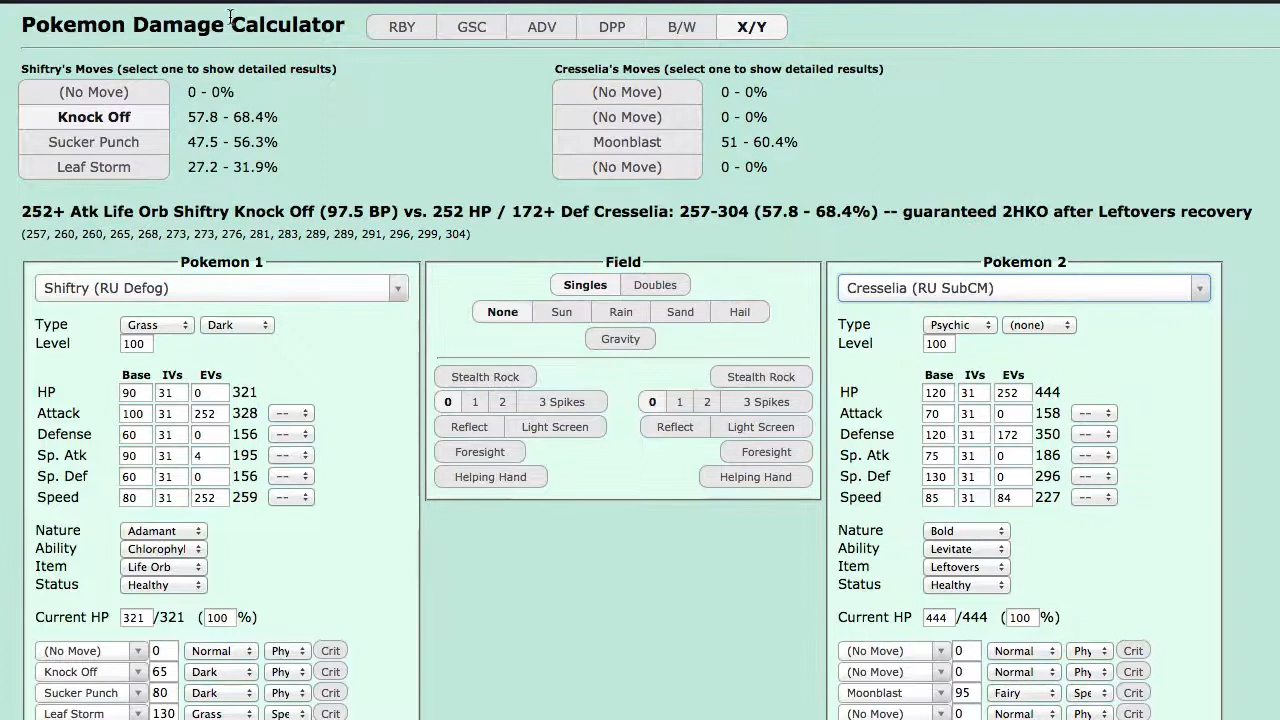 Pokemon Damage Calculator RBY GSC ADV DPP B/W X/Y
Shiftry's Moves (select one to show detailed results) Cresselia's Moves (select one to show detailed results)
(No Move) 0 - 0% (No Move) 0 - 0%
Knock Off 57.8 - 68.4% (No Move) 0 - 0%
Sucker Punch 47.5 - 56.3% Moonblast 51 - 60.4%
Leaf Storm 27.2 - 31.9% (No Move) 0 - 0%
252+ Atk Life Orb Shiftry Knock Off (97.5 BP) vs. 252 HP / 172+ Def Cresselia: 257-304 (57.8 - 68.4%) -- guaranteed 2HKO after Leftovers recovery
(257, 260, 260, 265, 268, 273, 273, 276, 281, 283, 289, 289, 291, 296, 299, 304)
Pokemon 1
Shiftry (RU Defog)
Type Grass Dark
Level 100
Base IVs EVs
HP 90 31 0 321
Attack 100 31 252 328 --
Defense 60 31 0 156 --
Sp. Atk 90 31 4 195 --
Sp. Def 60 31 0 156 --
Speed 80 31 252 259 --
Nature Adamant
Ability Chlorophyl
Item Life Orb
Status Healthy
Current HP 321 /321 ( 100 %)
(No Move) 0 Normal Phy Crit
Knock Off 65 Dark Phy Crit
Sucker Punch 80 Dark Phy Crit
Leaf Storm 130 Grass Spe Crit
Field
Singles Doubles
None Sun Rain Sand Hail
Gravity
Stealth Rock Stealth Rock
0 1 2 3 Spikes 0 1 2 3 Spikes
Reflect Light Screen Reflect Light Screen
Foresight Foresight
Helping Hand Helping Hand
Pokemon 2
Cresselia (RU SubCM)
Type Psychic (none)
Level 100
Base IVs EVs
HP 120 31 252 444
Attack 70 31 0 158 --
Defense 120 31 172 350 --
Sp. Atk 75 31 0 186 --
Sp. Def 130 31 0 296 --
Speed 85 31 84 227 --
Nature Bold
Ability Levitate
Item Leftovers
Status Healthy
Current HP 444 /444 ( 100 %)
(No Move) 0 Normal Phy Crit
(No Move) 0 Normal Phy Crit
Moonblast 95 Fairy Spe Crit
(No Move) 0 Normal Phy Crit